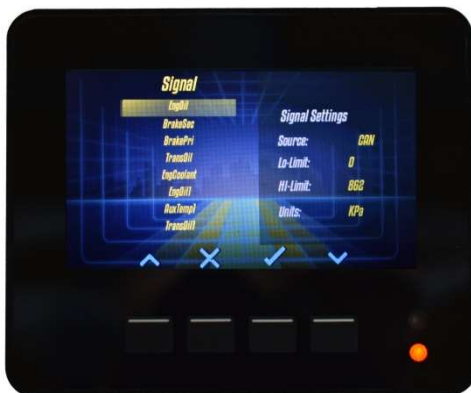 Signal
EngOil
BrakeSec
BrakePri
TransOil
EngCoolant
EngOil1
AuxTemp1
TransOil1
Signal Settings
Source: CAN
Lo-Limit: 0
HI-Limit: 862
Units: KPa